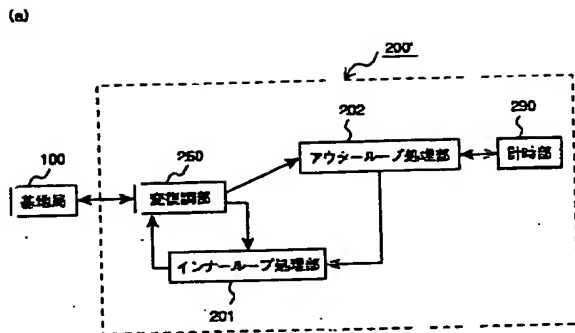 (a)
200'
202
290
100
260
アウターループ処理部
計時部
基地局
変復調部
インナーループ処理部
201